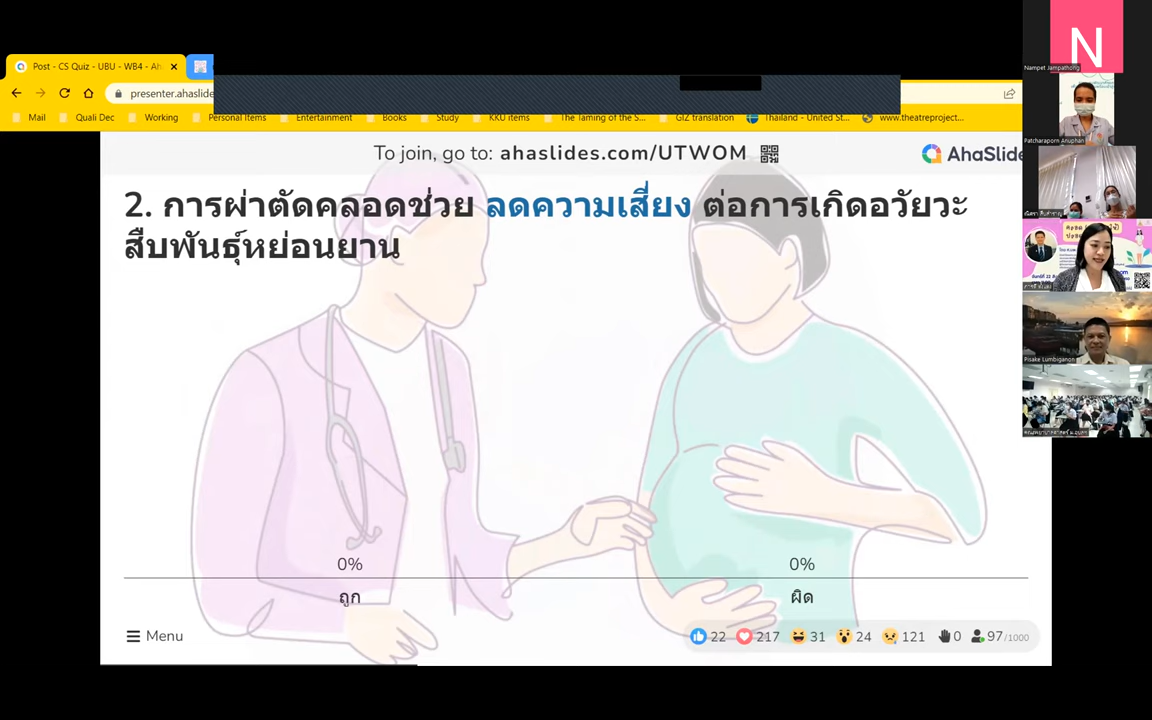 Post - CS Quiz - UBU - WB4 - Ah
presenter.ahaslide
Mail
Quali Dec
Working
Personal Items
Entertainment
Books
Study
KKU items
The Taming of the S...
GIZ translation
Thailand - United St...
www.theatreproject...
To join, go to: ahaslides.com/UTWOM
AhaSlide
2. การผ่าตัดคลอดช่วย ลดความเสี่ยง ต่อการเกิดอวัยวะ
สืบพันธุ์หย่อนยาน
0%
0%
ถูก
ผิด
Menu
22
217
31
24
121
0
97/1000
N
Nampet Jampathong
Patcharaporn Anuphan
Pisake Lumbiganon